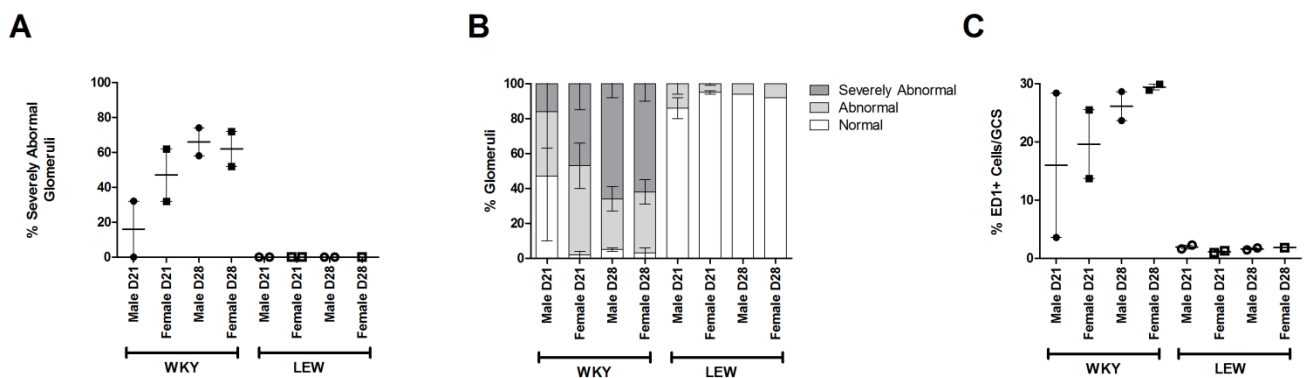 A
% Severely Abormal
Glomeruli
100
80
60
40
20
0
Male D21
Female D21
Male D28
Female D28
Male D21
Female D21
Male D28
Female D28
WKY
LEW
B
% Glomeruli
100
80
60
40
20
0
Male D21
Female D21
Male D28
Female D28
Male D21
Female D21
Male D28
Female D28
WKY
LEW
Severely Abnormal
Abnormal
Normal
C
% ED1+ Cells/GCS
30
20
10
0
Male D21
Female D21
Male D28
Female D28
Male D21
Female D21
Male D28
Female D28
WKY
LEW